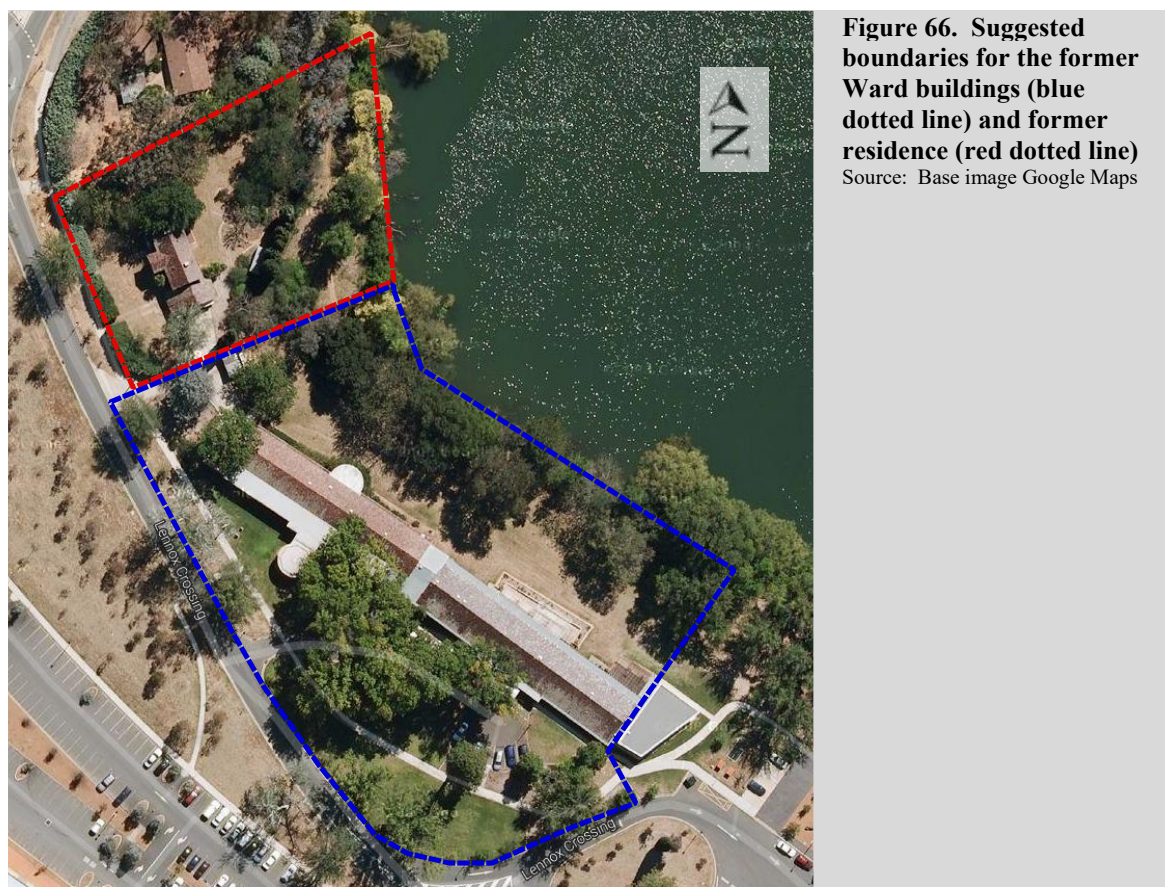 Figure 66. Suggested
boundaries for the former
Ward buildings (blue
dotted line) and former
residence (red dotted line)
Source: Base image Google Maps
N
Lennox Crossing
Lennox Crossing